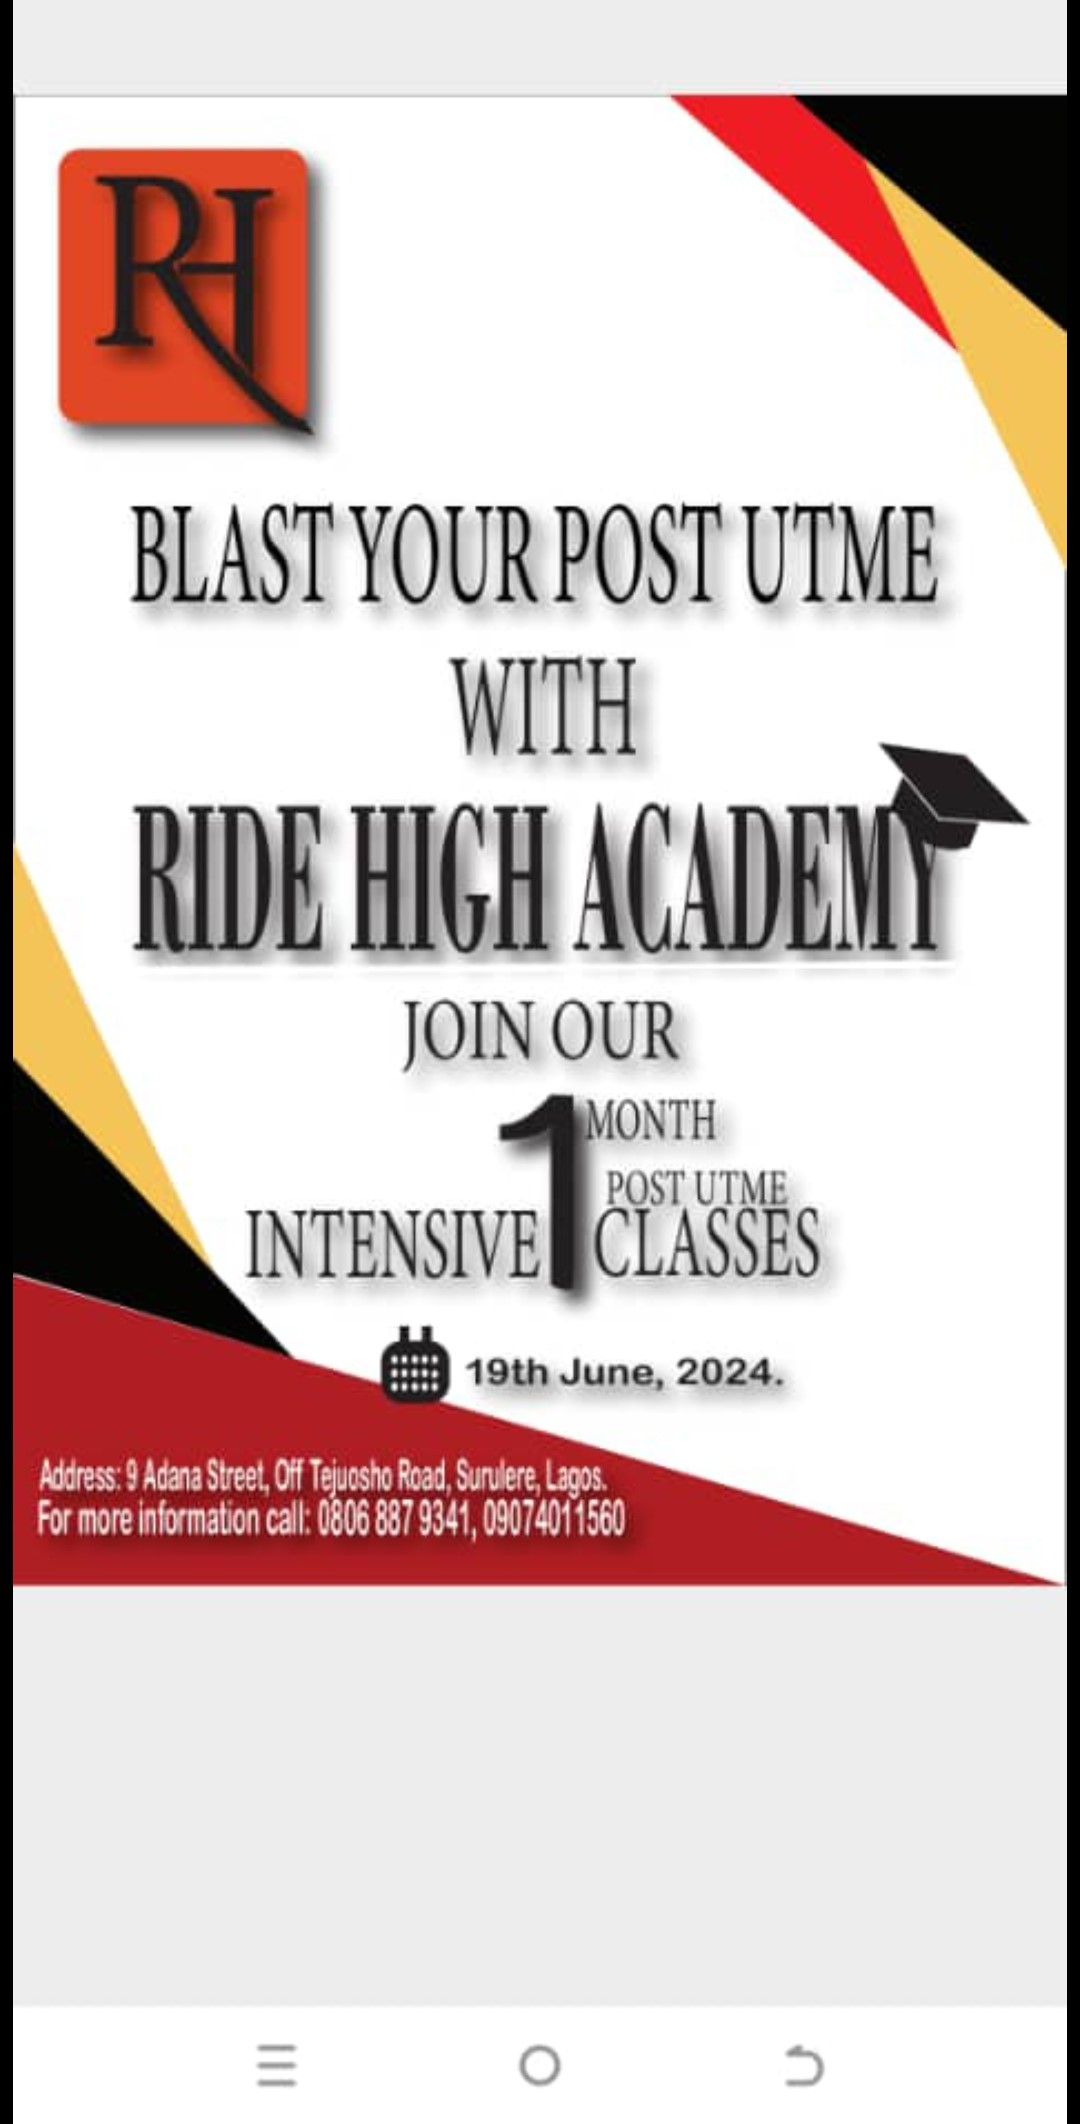 RH
BLAST YOUR POST UTME
WITH
RIDE HIGH ACADEMY
JOIN OUR
1 MONTH
POST UTME
INTENSIVE CLASSES
19th June, 2024.
Address: 9 Adana Street, Off Tejuosho Road, Surulere, Lagos.
For more information call: 0806 887 9341, 09074011560